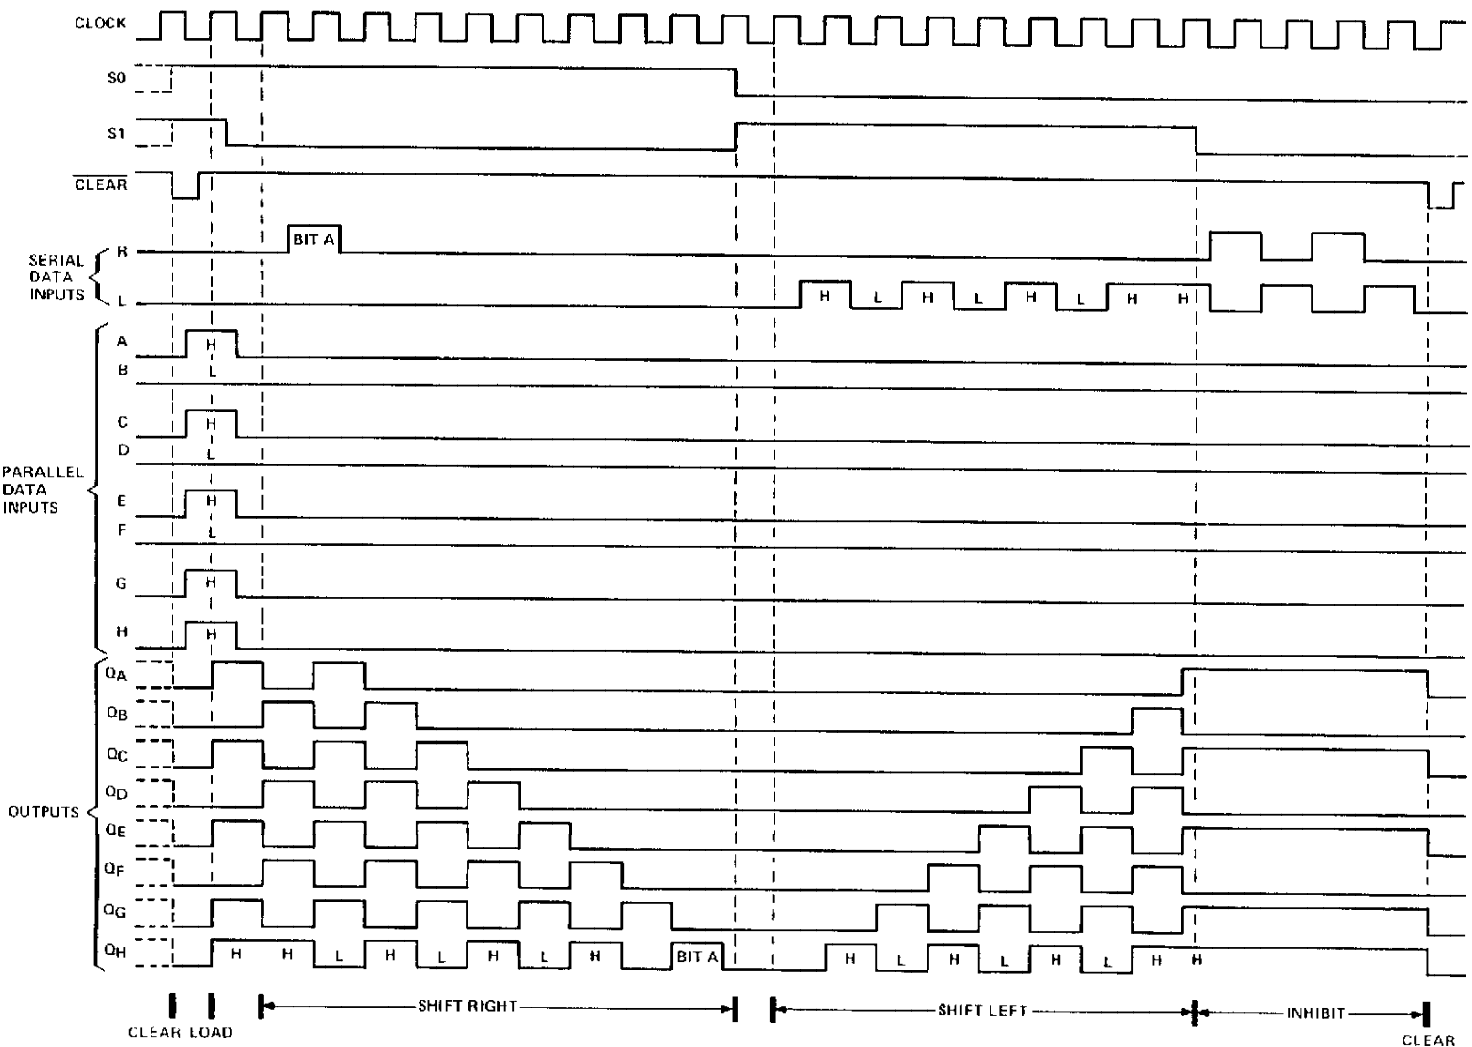 CLOCK
S0
S1
CLEAR
R
BIT A
SERIAL
DATA
INPUTS
L
H L H L H L H H
A H
B L
C H
D L
PARALLEL
DATA
INPUTS
E H
F L
G H
H H
QA
QB
QC
QD
OUTPUTS
QE
QF
QG
QH H H L H L H L H BIT A H L H L H L H H
SHIFT RIGHT SHIFT LEFT INHIBIT
CLEAR LOAD CLEAR